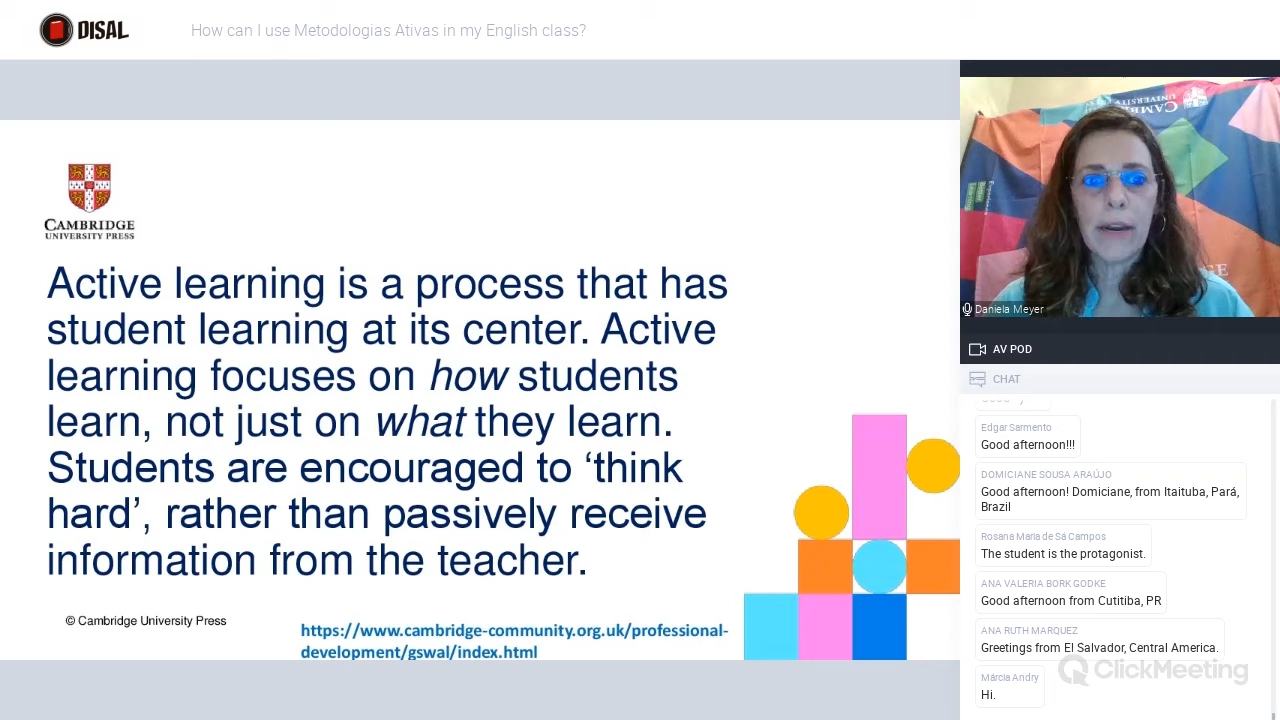 DISAL
How can I use Metodologias Ativas in my English class?
CAMBRIDGE
UNIVERSITY PRESS
Active learning is a process that has
student learning at its center. Active
learning focuses on how students
learn, not just on what they learn.
Students are encouraged to ‘think
hard’, rather than passively receive
information from the teacher.
© Cambridge University Press
https://www.cambridge-community.org.uk/professional-
development/gswal/index.html
Daniela Meyer
AV POD
CHAT
Edgar Sarmento
Good afternoon!!!
DOMICIANE SOUSA ARAÚJO
Good afternoon! Domiciane, from Itaituba, Pará,
Brazil
Rosana Maria de Sá Campos
The student is the protagonist.
ANA VALERIA BORK GODKE
Good afternoon from Cutitiba, PR
ANA RUTH MARQUEZ
Greetings from El Salvador, Central America.
ClickMeeting
Márcia Andry
Hi.